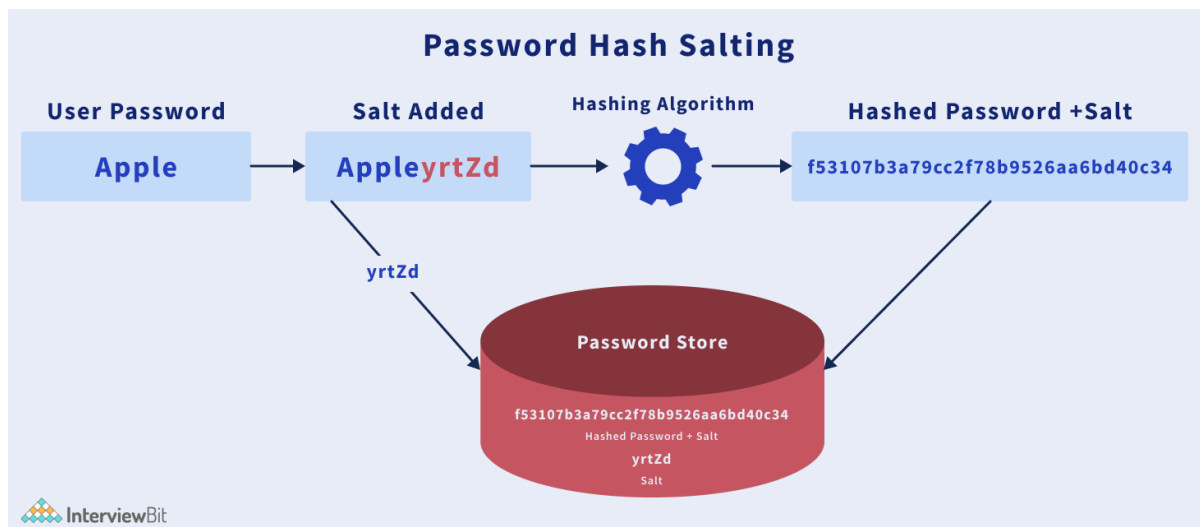 Password Hash Salting
User Password
Salt Added
Hashing Algorithm
Hashed Password +Salt
Apple
AppleyrtZd
f53107b3a79cc2f78b9526aa6bd40c34
yrtZd
Password Store
f53107b3a79cc2f78b9526aa6bd40c34
Hashed Password + Salt
yrtZd
Salt
InterviewBit